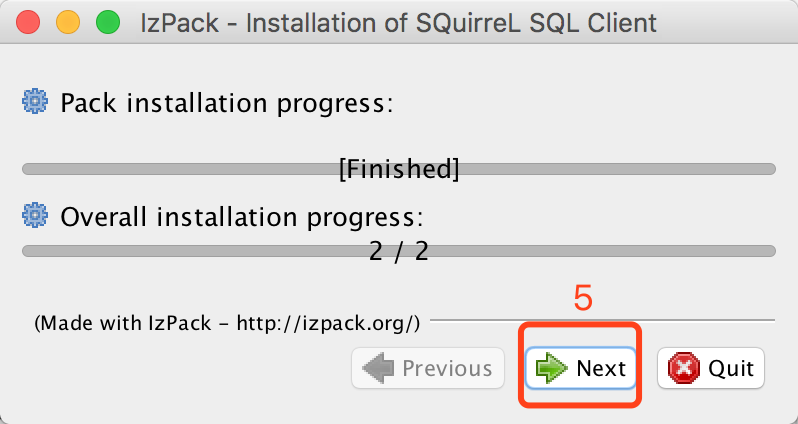 IzPack - Installation of SQuirreL SQL Client
Pack installation progress:
[Finished]
Overall installation progress:
2 / 2
5
(Made with IzPack - http://izpack.org/)
Previous Next Quit